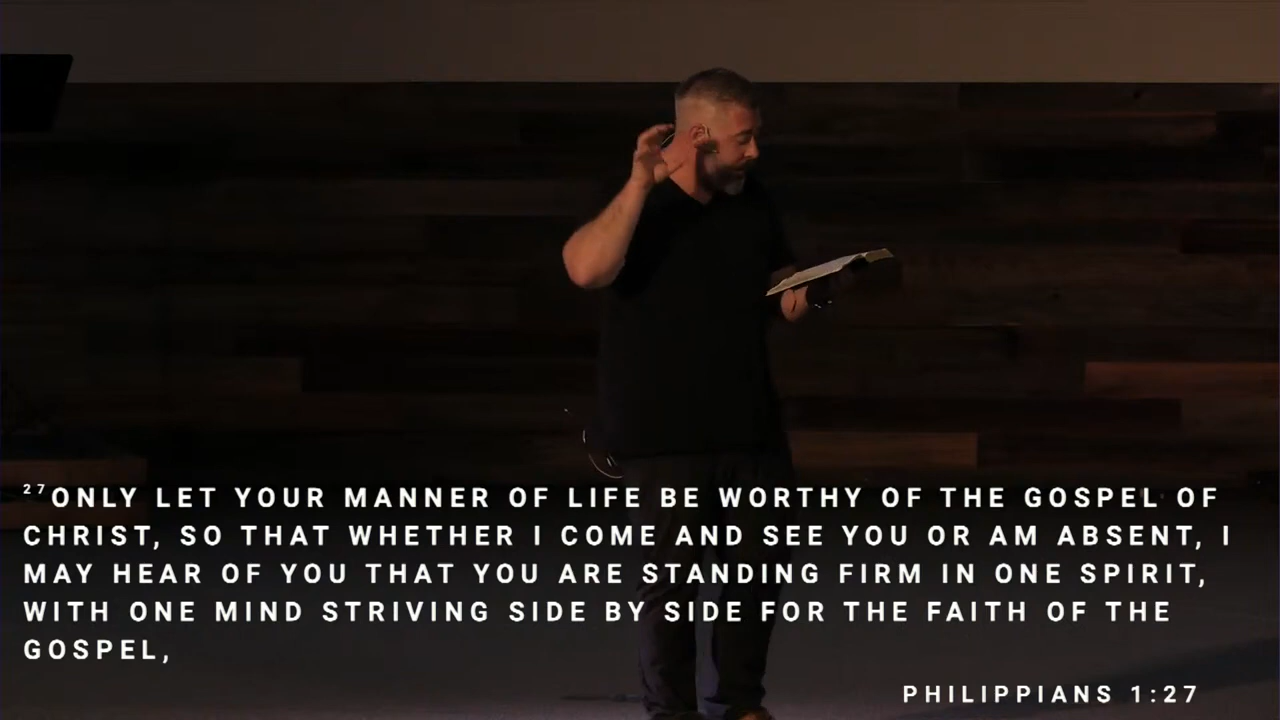 ²⁷ONLY LET YOUR MANNER OF LIFE BE WORTHY OF THE GOSPEL OF
CHRIST, SO THAT WHETHER I COME AND SEE YOU OR AM ABSENT, I
MAY HEAR OF YOU THAT YOU ARE STANDING FIRM IN ONE SPIRIT,
WITH ONE MIND STRIVING SIDE BY SIDE FOR THE FAITH OF THE
GOSPEL,
PHILIPPIANS 1:27